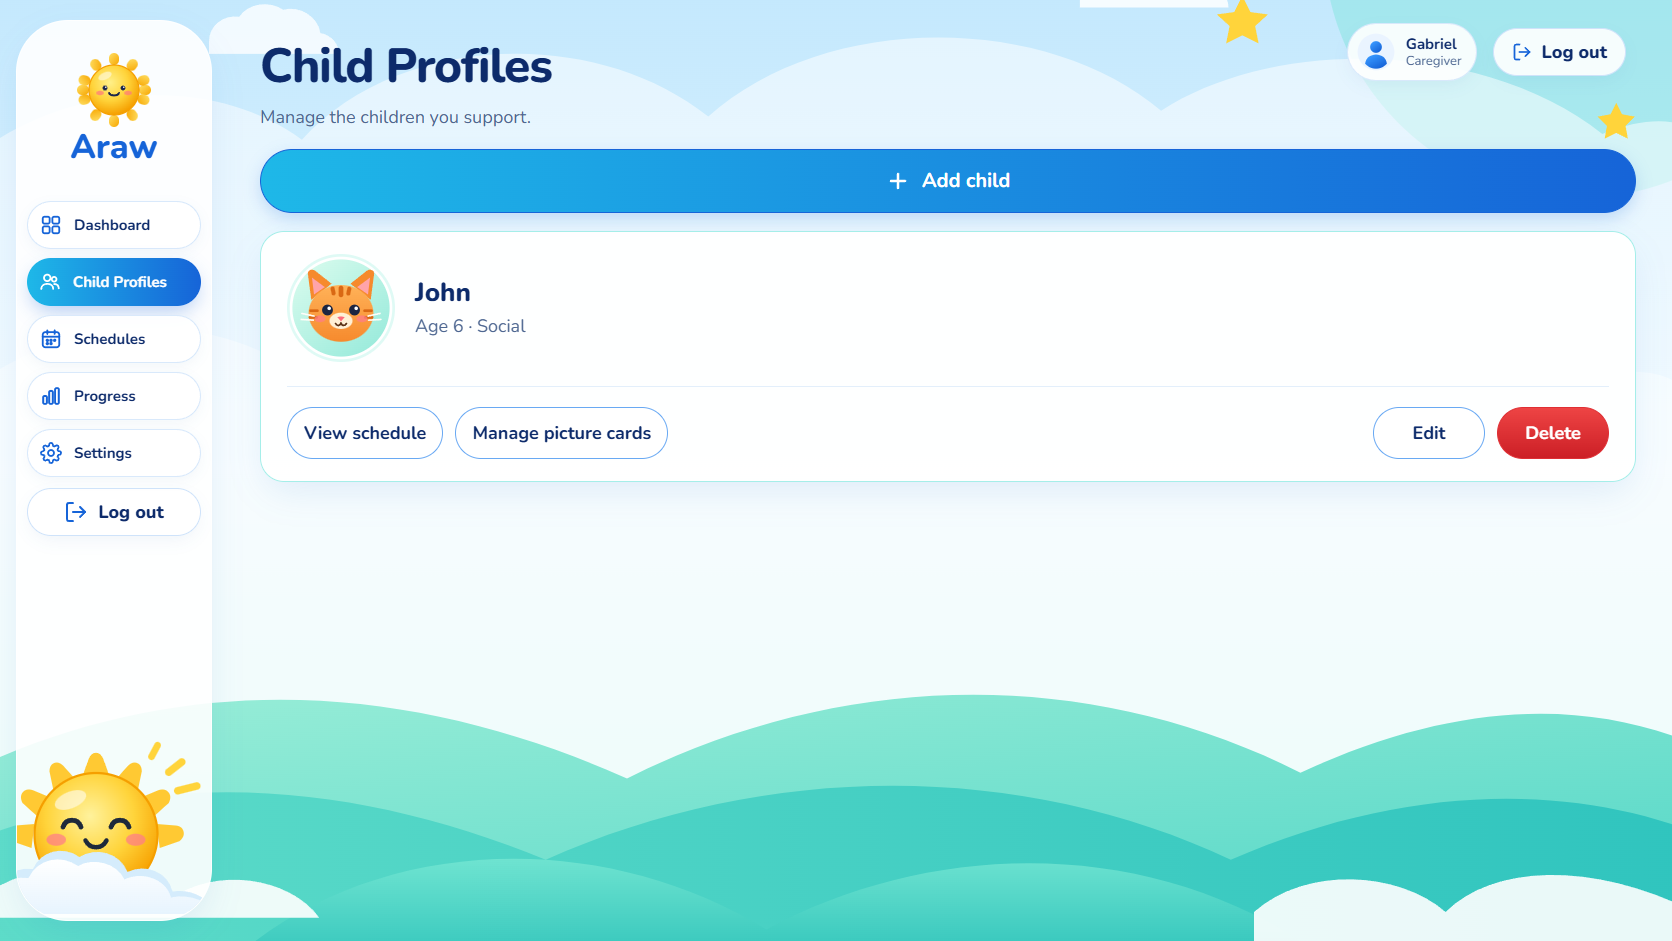 Araw
Dashboard
Child Profiles
Schedules
Progress
Settings
Log out
Child Profiles
Manage the children you support.
Gabriel
Caregiver
Log out
Add child
John
Age 6 · Social
View schedule
Manage picture cards
Edit
Delete